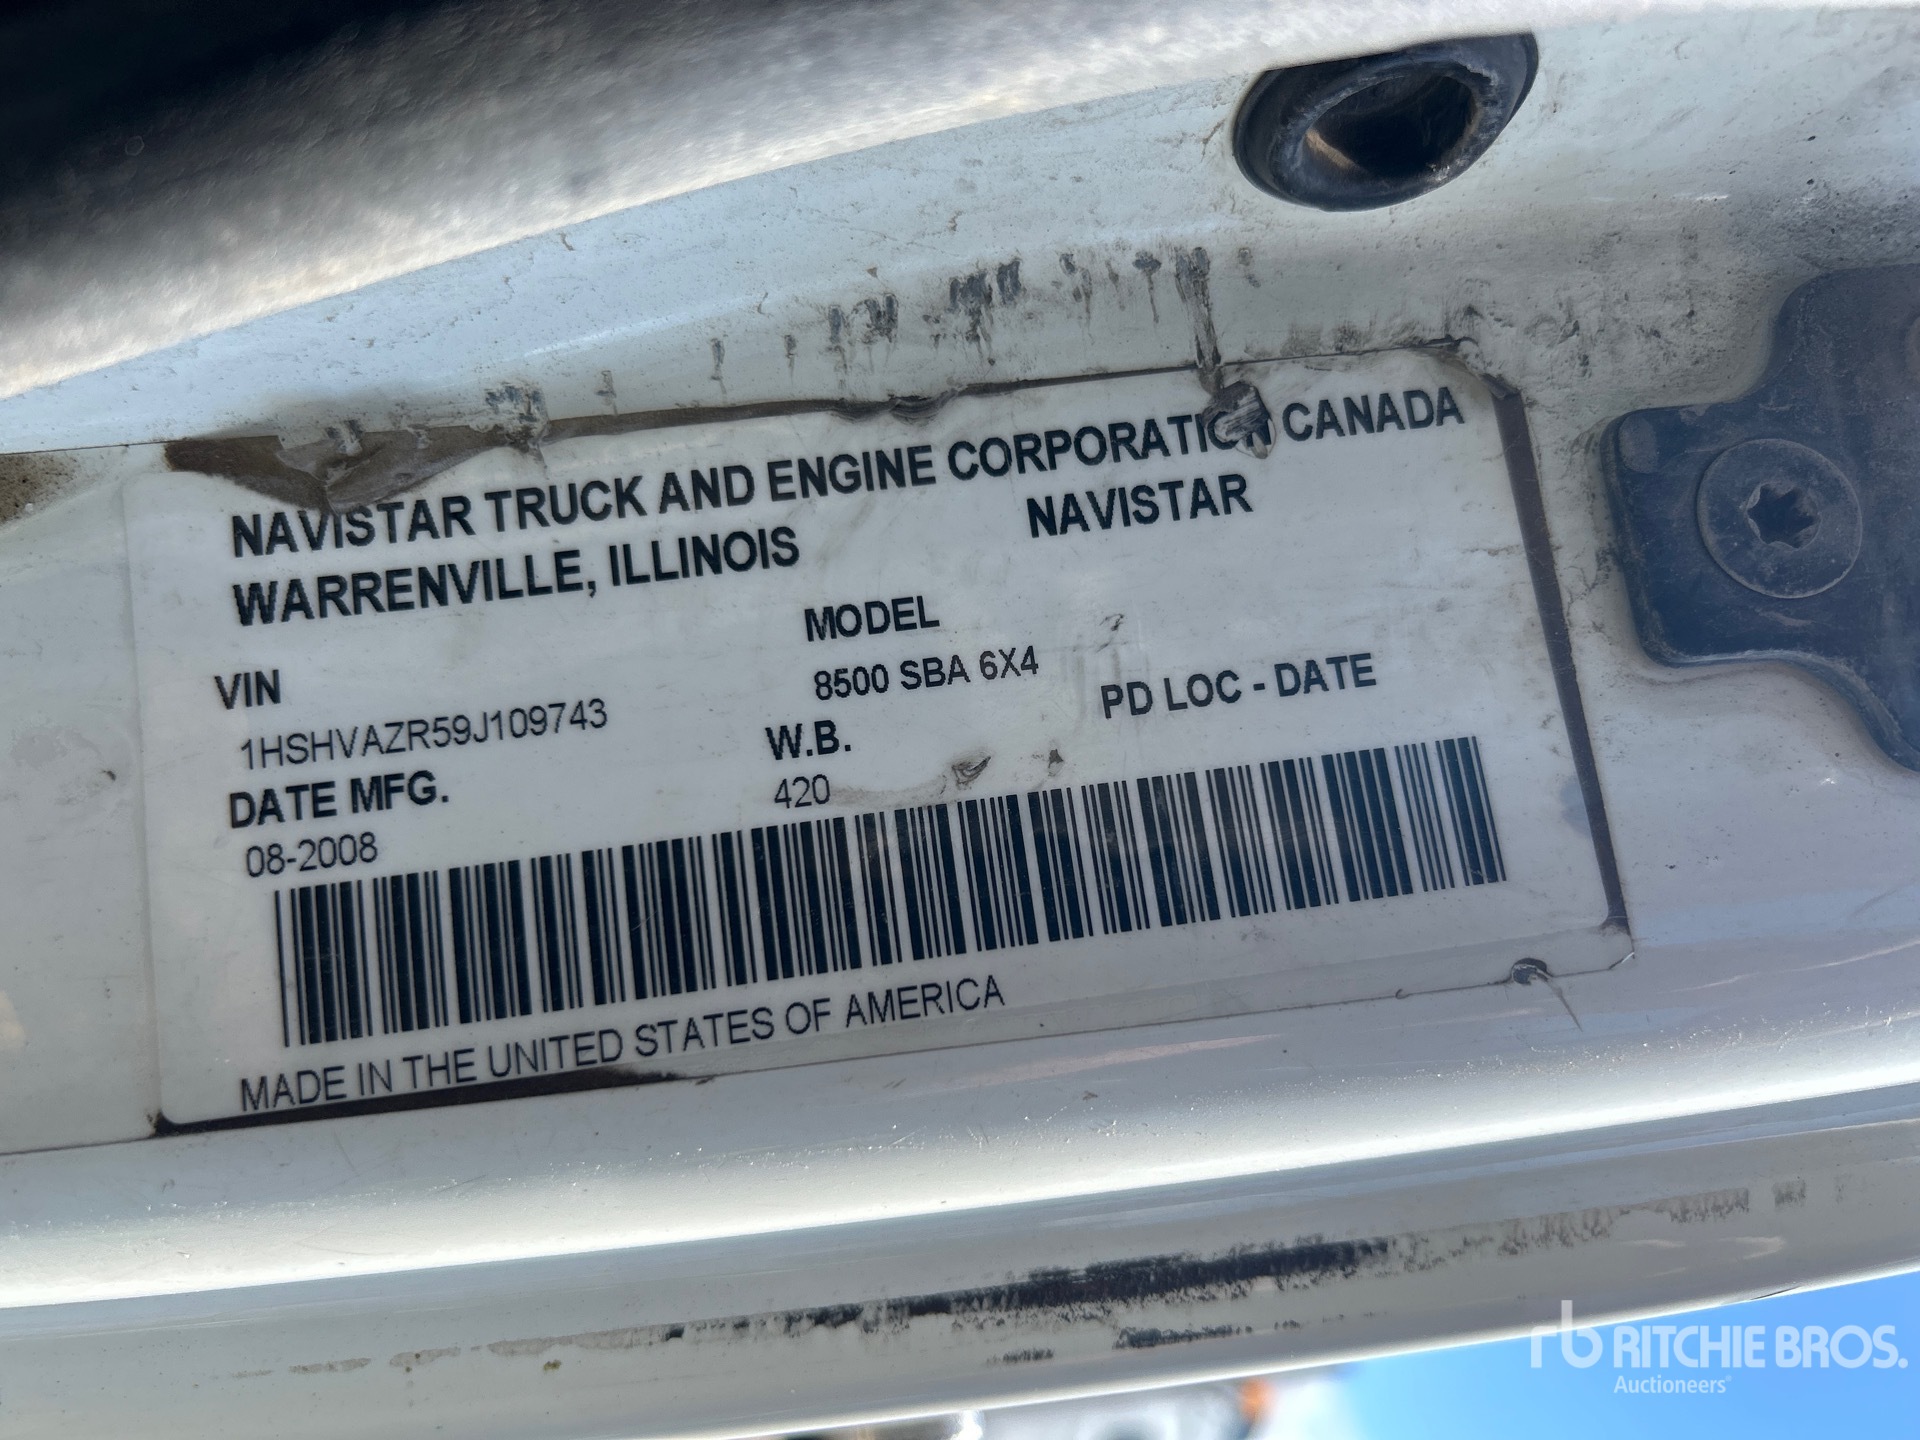 NAVISTAR TRUCK AND ENGINE CORPORATION CANADA
WARRENVILLE, ILLINOIS NAVISTAR
VIN MODEL
1HSHVAZR59J109743 8500 SBA 6X4
DATE MFG. W.B. PD LOC - DATE
08-2008 420
MADE IN THE UNITED STATES OF AMERICA
rb RITCHIE BROS.
Auctioneers®